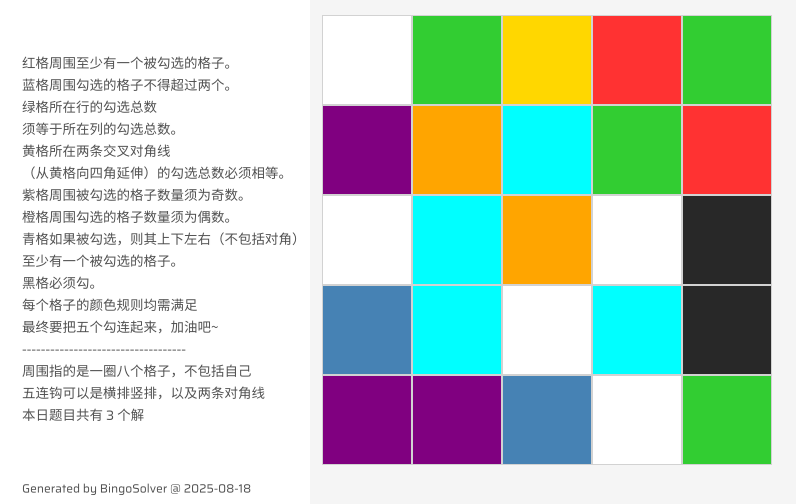 红格周围至少有一个被勾选的格子。
蓝格周围勾选的格子不得超过两个。
绿格所在行的勾选总数
须等于所在列的勾选总数。
黄格所在两条交叉对角线
（从黄格向四角延伸）的勾选总数必须相等。
紫格周围被勾选的格子数量须为奇数。
橙格周围勾选的格子数量须为偶数。
青格如果被勾选，则其上下左右（不包括对角）
至少有一个被勾选的格子。
黑格必须勾。
每个格子的颜色规则均需满足
最终要把五个勾连起来，加油吧~
-----------------------------------
周围指的是一圈八个格子，不包括自己
五连钩可以是横排竖排，以及两条对角线
本日题目共有 3 个解
Generated by BingoSolver @ 2025-08-18